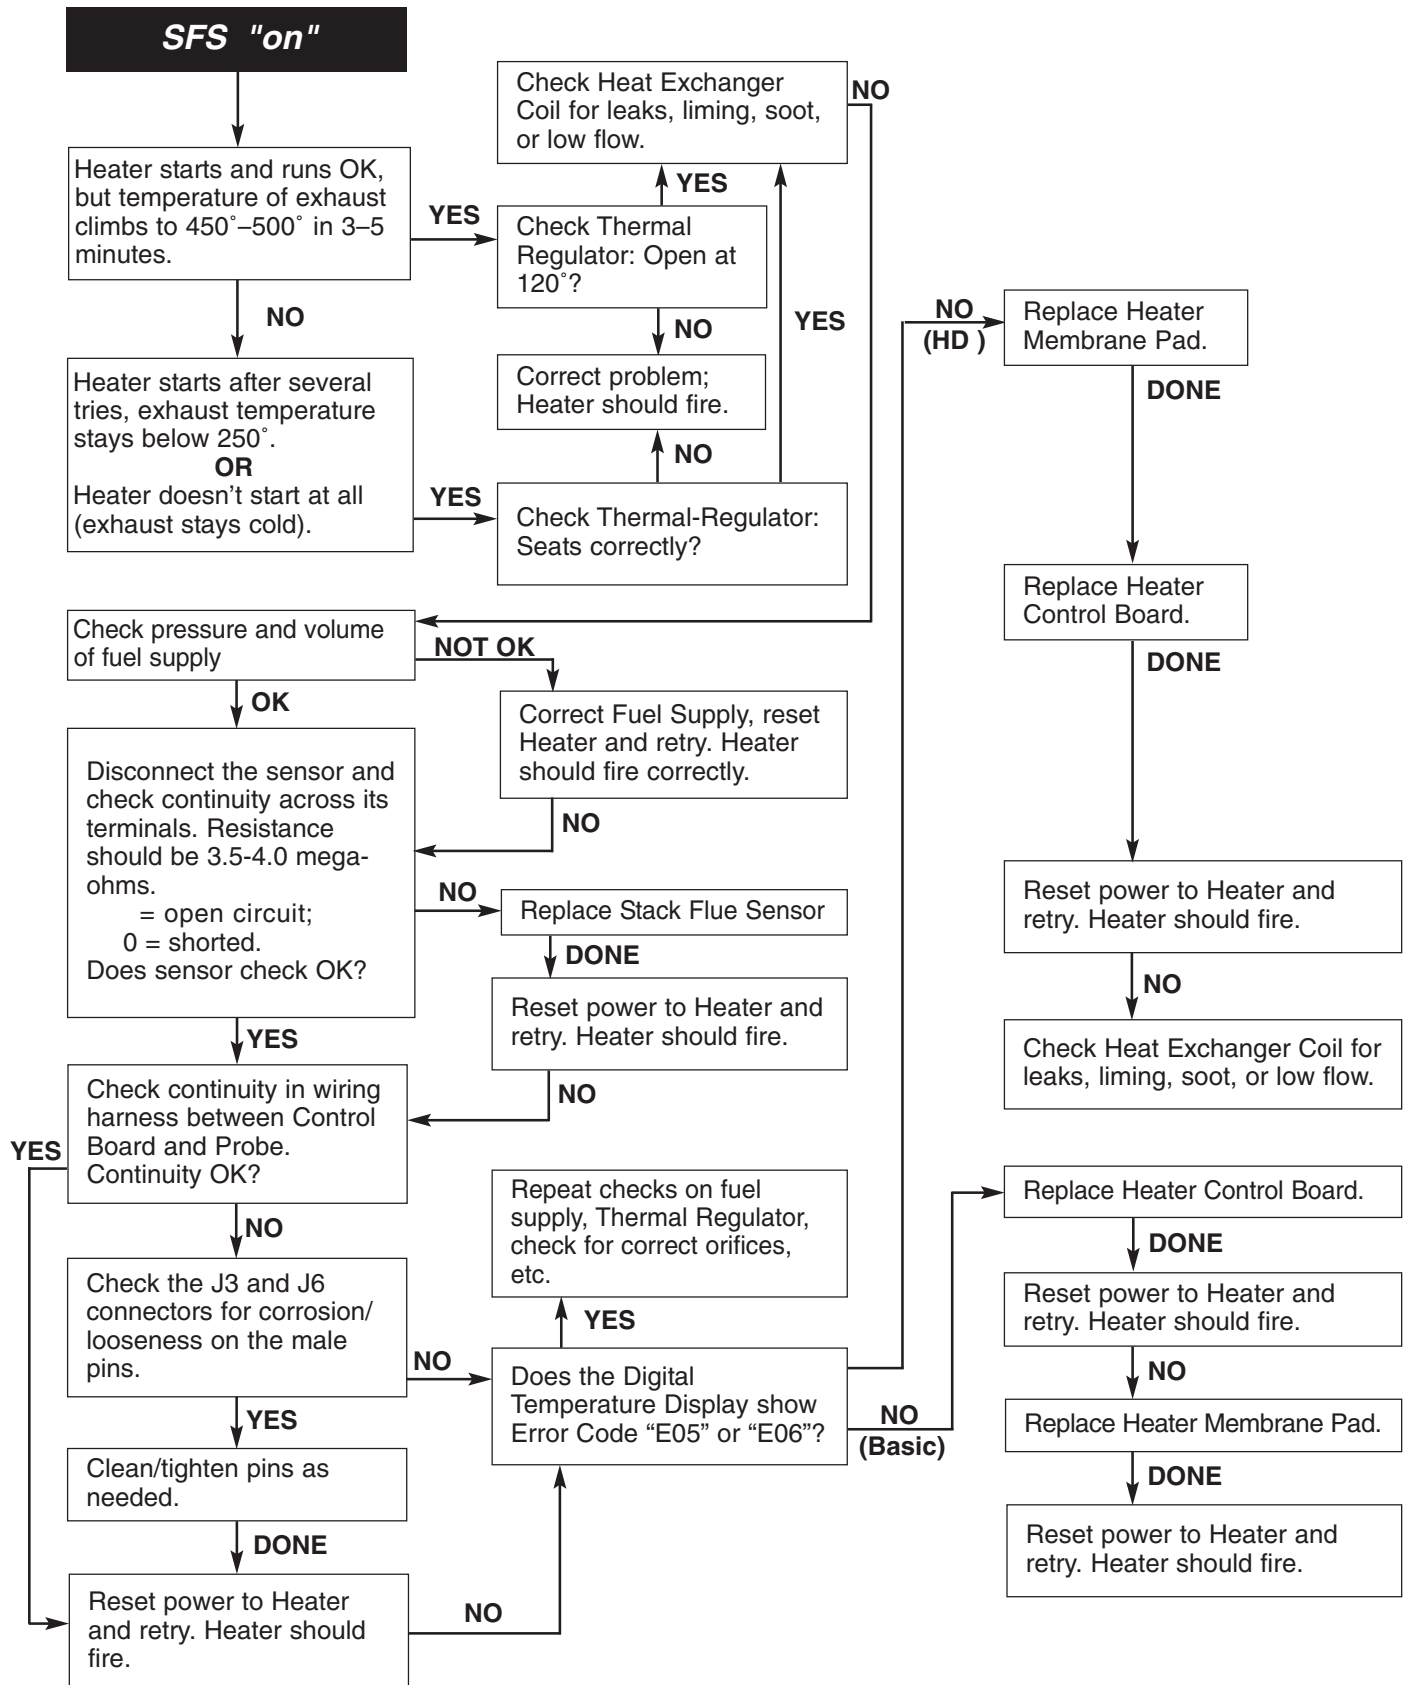 SFS "on"
Check Heat Exchanger
Coil for leaks, liming, soot,
or low flow.
NO
Heater starts and runs OK,
but temperature of exhaust
climbs to 450˚–500˚ in 3–5
minutes.
YES
YES
Check Thermal
Regulator: Open at
120˚?
NO
NO
YES
Correct problem;
Heater should fire.
Heater starts after several
tries, exhaust temperature
stays below 250˚.
OR
Heater doesn't start at all
(exhaust stays cold).
NO
YES
Check Thermal-Regulator:
Seats correctly?
Check pressure and volume
of fuel supply
NOT OK
OK
Correct Fuel Supply, reset
Heater and retry. Heater
should fire correctly.
NO
Disconnect the sensor and
check continuity across its
terminals. Resistance
should be 3.5-4.0 mega-
ohms.
= open circuit;
0 = shorted.
Does sensor check OK?
NO
Replace Stack Flue Sensor
DONE
Reset power to Heater and
retry. Heater should fire.
NO
YES
Check continuity in wiring
harness between Control
Board and Probe.
Continuity OK?
YES
NO
Check the J3 and J6
connectors for corrosion/
looseness on the male
pins.
NO
YES
Clean/tighten pins as
needed.
DONE
Reset power to Heater
and retry. Heater should
fire.
NO
Repeat checks on fuel
supply, Thermal Regulator,
check for correct orifices,
etc.
YES
Does the Digital
Temperature Display show
Error Code “E05” or “E06”?
NO
(HD )
Replace Heater
Membrane Pad.
DONE
Replace Heater
Control Board.
DONE
Reset power to Heater and
retry. Heater should fire.
NO
Check Heat Exchanger Coil for
leaks, liming, soot, or low flow.
NO
(Basic)
Replace Heater Control Board.
DONE
Reset power to Heater and
retry. Heater should fire.
NO
Replace Heater Membrane Pad.
DONE
Reset power to Heater and
retry. Heater should fire.